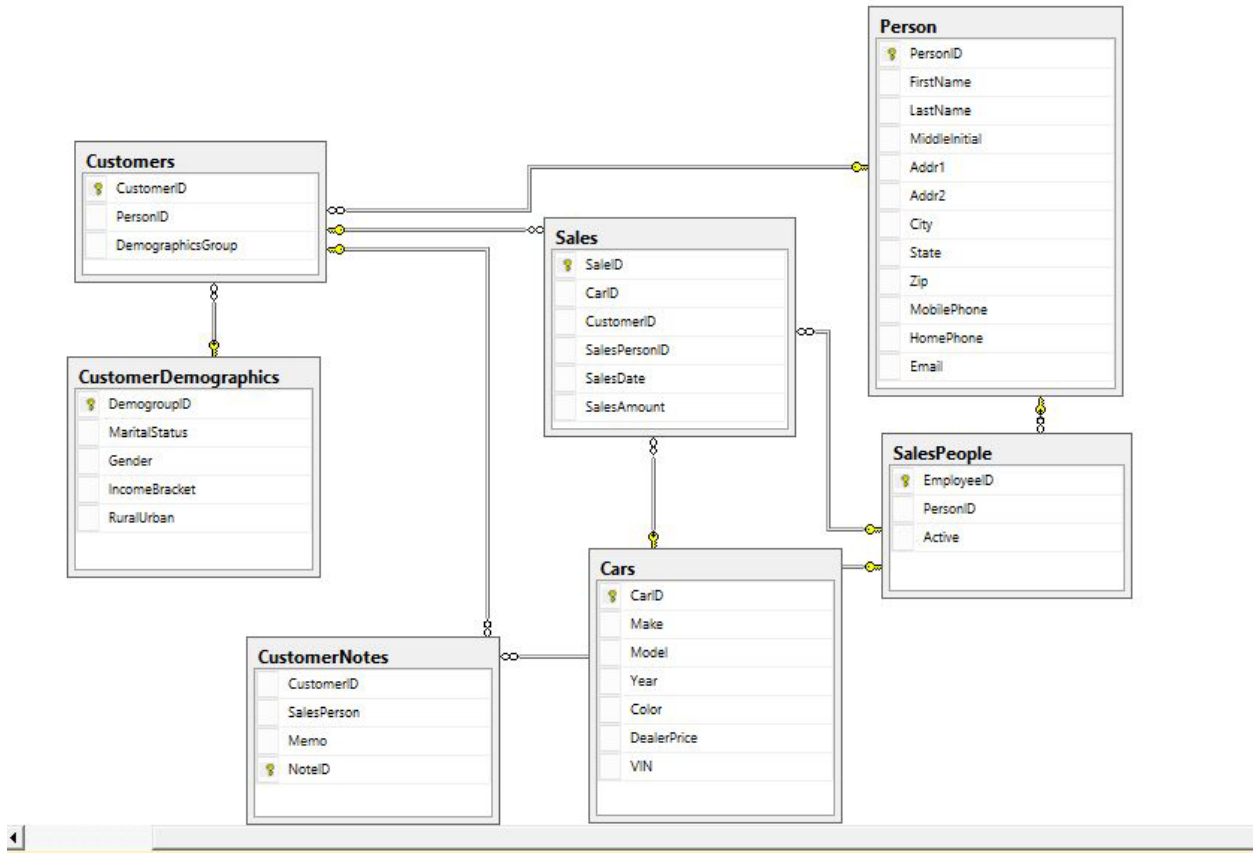 Person
PersonID
FirstName
LastName
MiddleInitial
Addr1
Addr2
City
State
Zip
MobilePhone
HomePhone
Email
Customers
CustomerID
PersonID
DemographicsGroup
Sales
SaleID
CarID
CustomerID
SalesPersonID
SalesDate
SalesAmount
CustomerDemographics
DemogroupID
MaritalStatus
Gender
IncomeBracket
RuralUrban
SalesPeople
EmployeeID
PersonID
Active
Cars
CarID
Make
Model
Year
Color
DealerPrice
VIN
CustomerNotes
CustomerID
SalesPerson
Memo
NoteID